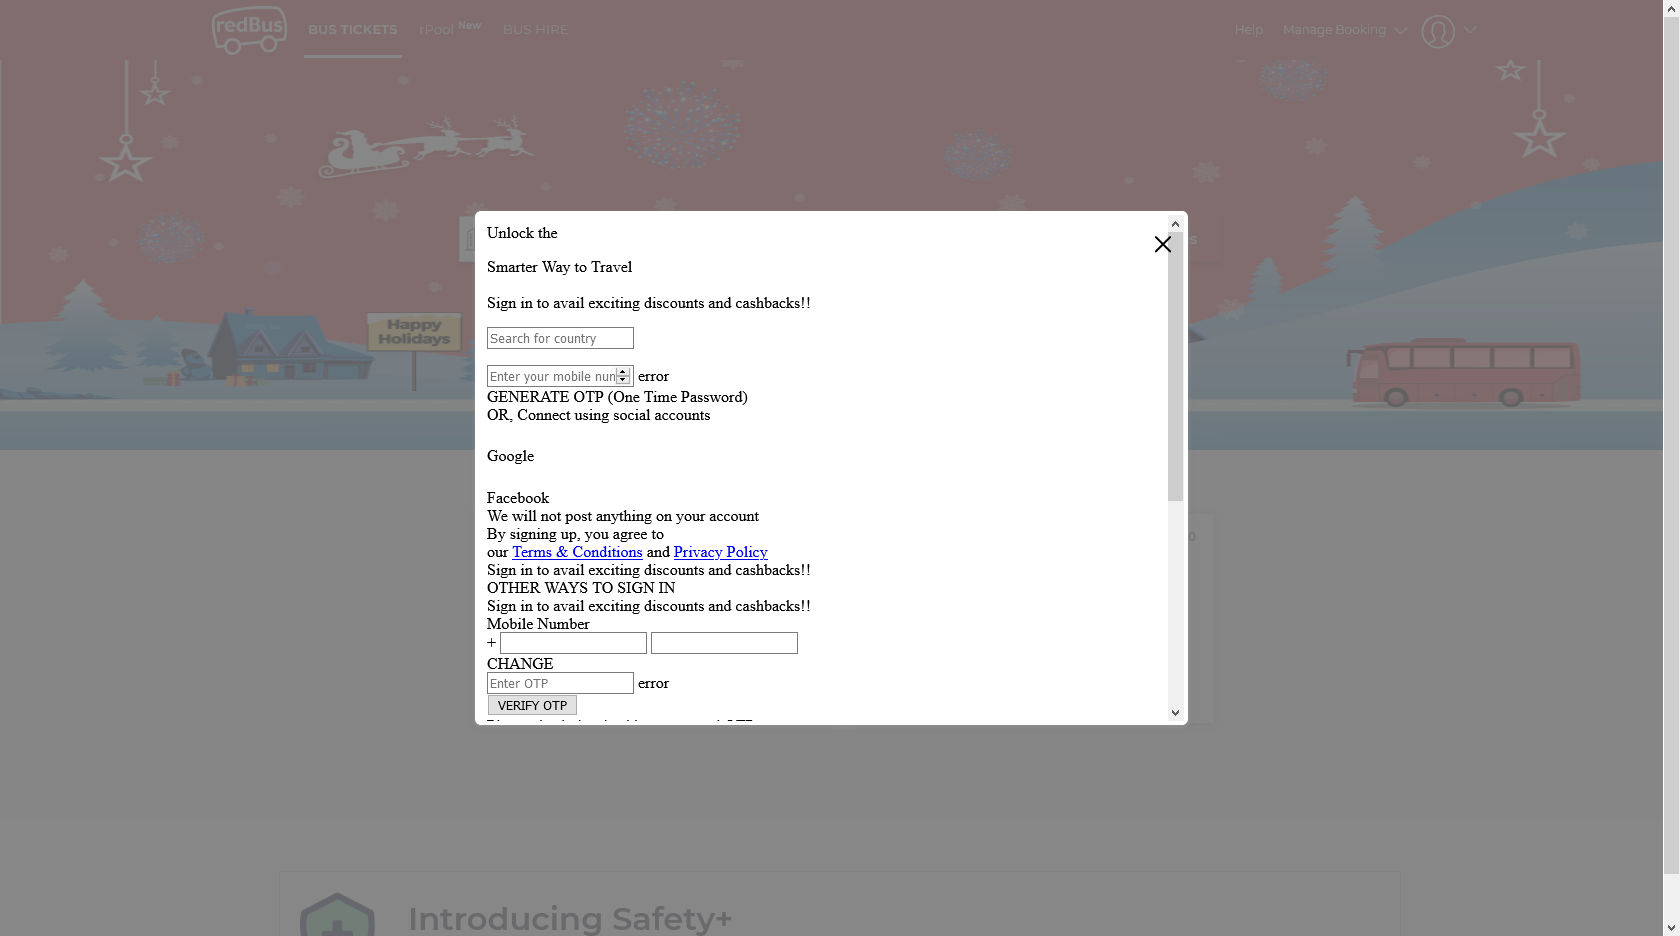 redBus
BUS TICKETS
rPool New
BUS HIRE
Help
Manage Booking
Happy
Holidays
Unlock the
Smarter Way to Travel
Sign in to avail exciting discounts and cashbacks!!
Search for country
Enter your mobile num error
GENERATE OTP (One Time Password)
OR, Connect using social accounts
Google
Facebook
We will not post anything on your account
By signing up, you agree to
our Terms & Conditions and Privacy Policy
Sign in to avail exciting discounts and cashbacks!!
OTHER WAYS TO SIGN IN
Sign in to avail exciting discounts and cashbacks!!
Mobile Number
+
CHANGE
Enter OTP error
VERIFY OTP
Introducing Safety+